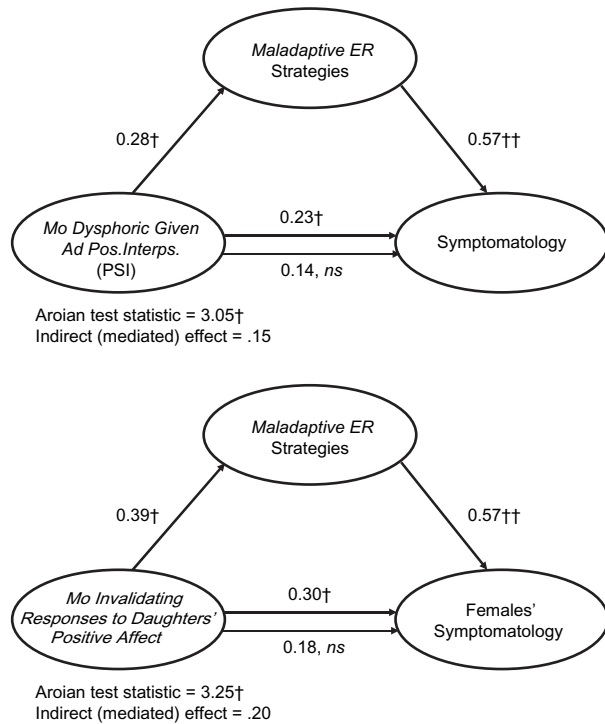 Maladaptive ER
Strategies
0.28†
0.57††
Mo Dysphoric Given
Ad Pos.Interps.
(PSI)
0.23†
0.14, ns
Symptomatology
Aroian test statistic = 3.05†
Indirect (mediated) effect = .15
Maladaptive ER
Strategies
0.39†
0.57††
Mo Invalidating
Responses to Daughters’
Positive Affect
0.30†
0.18, ns
Females’
Symptomatology
Aroian test statistic = 3.25†
Indirect (mediated) effect = .20